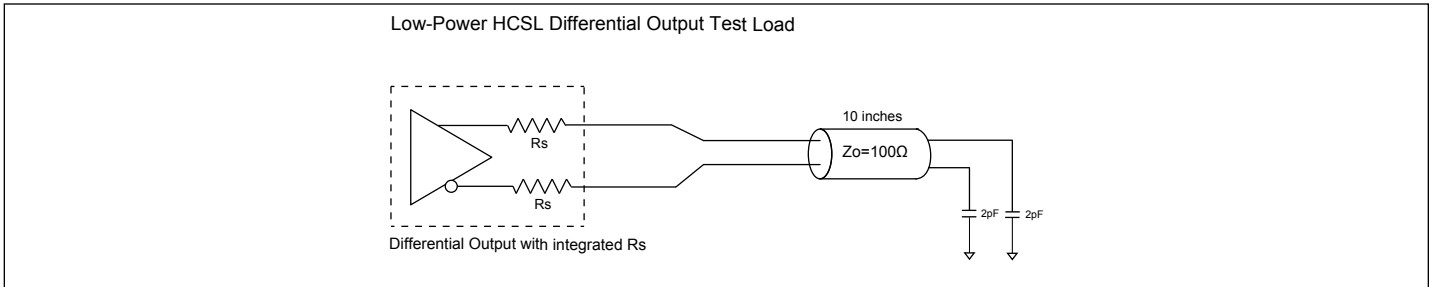 Low-Power HCSL Differential Output Test Load
10 inches
Rs
Zo=100Ω
Rs
2pF
2pF
Differential Output with integrated Rs